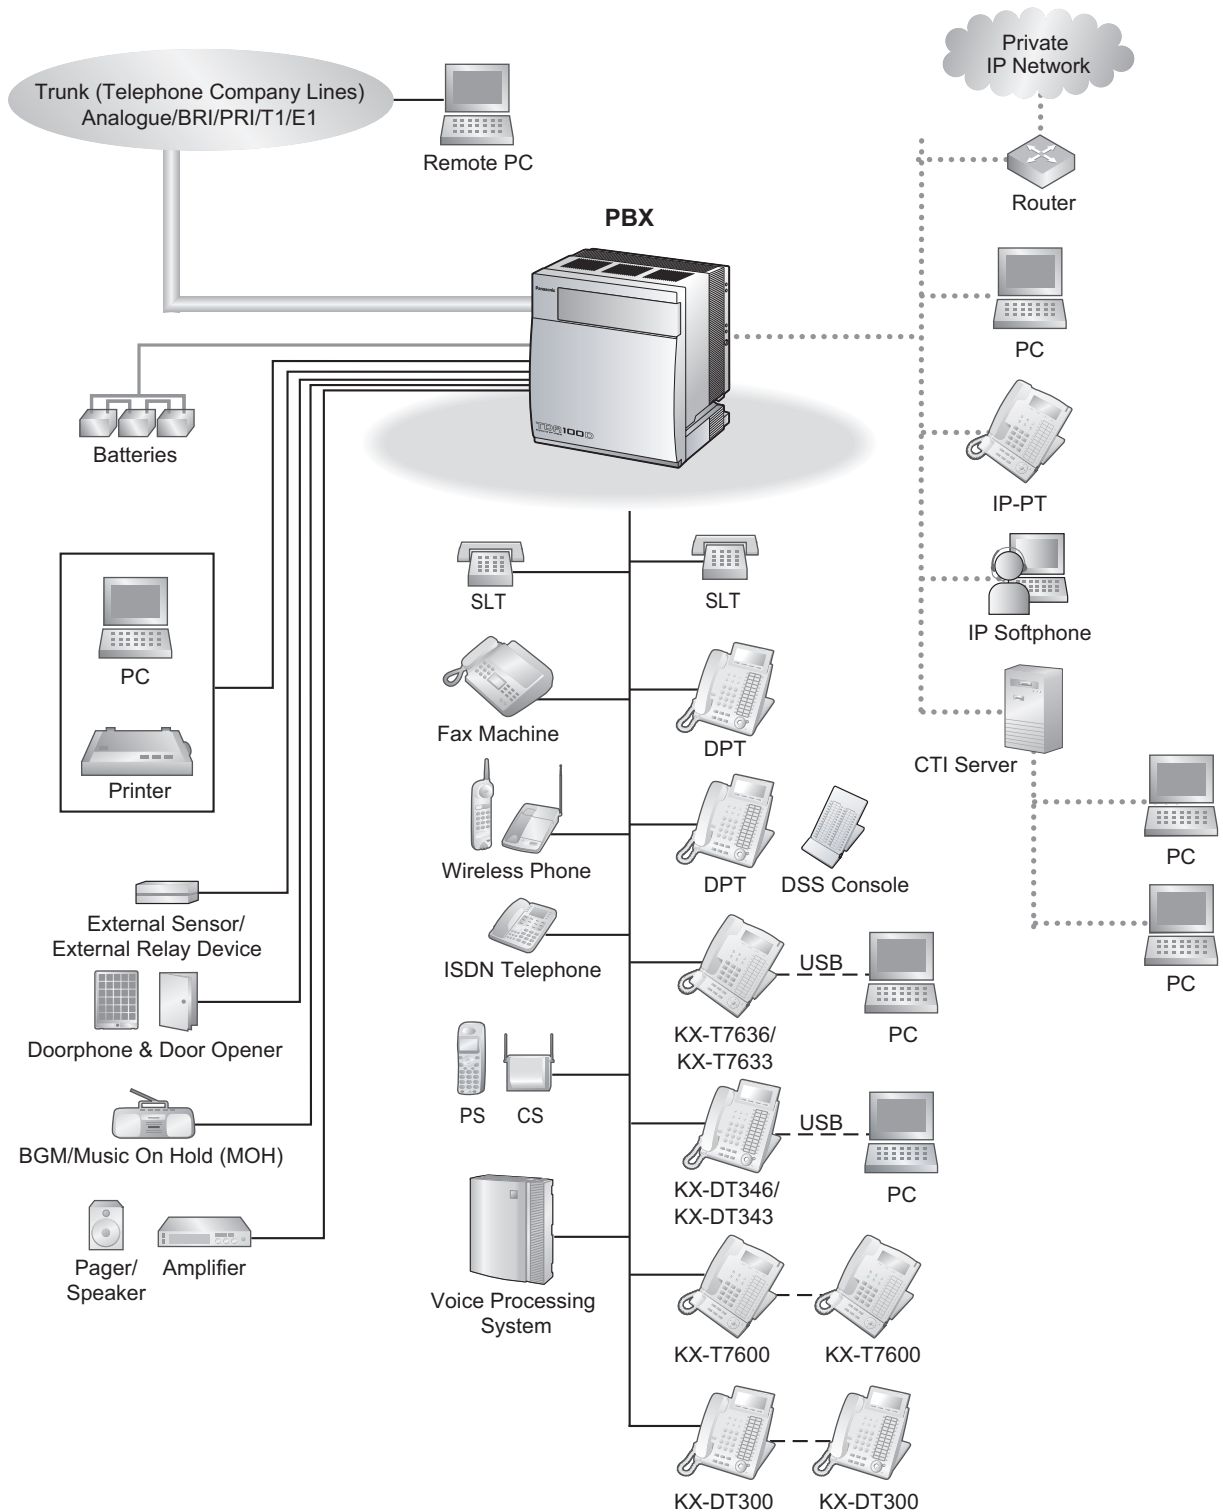 Private
IP Network
Trunk (Telephone Company Lines)
Analogue/BRI/PRI/T1/E1
Remote PC
Router
PBX
Panasonic
TDA100D
PC
Batteries
IP-PT
SLT
SLT
IP Softphone
PC
Printer
Fax Machine
DPT
CTI Server
PC
Wireless Phone
DPT
DSS Console
External Sensor/
External Relay Device
ISDN Telephone
USB
PC
PC
Doorphone & Door Opener
KX-T7636/
KX-T7633
PS
CS
USB
PC
BGM/Music On Hold (MOH)
KX-DT346/
KX-DT343
Pager/
Speaker
Amplifier
Voice Processing
System
KX-T7600
KX-T7600
KX-DT300
KX-DT300